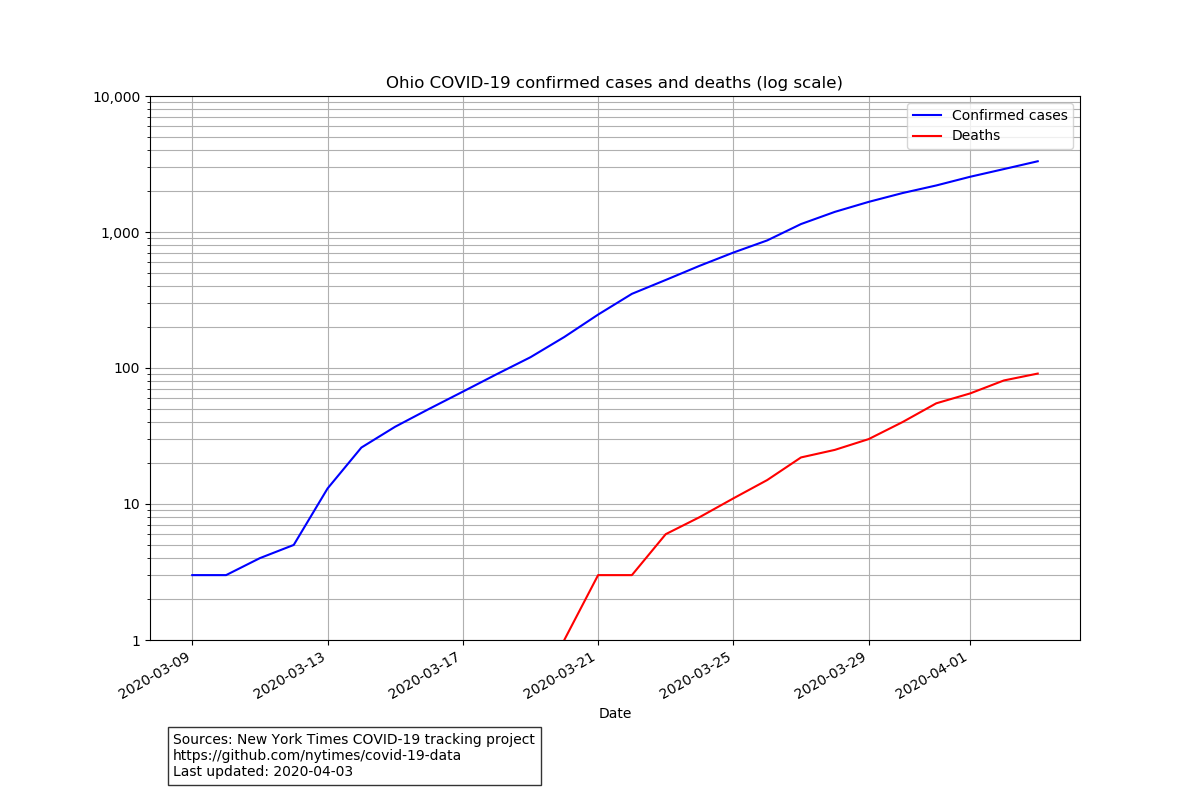 Ohio COVID-19 confirmed cases and deaths (log scale)
10,000
1,000
100
10
1
Confirmed cases
Deaths
2020-03-09
2020-03-13
2020-03-17
2020-03-21
2020-03-25
2020-03-29
2020-04-01
Date
Sources: New York Times COVID-19 tracking project
https://github.com/nytimes/covid-19-data
Last updated: 2020-04-03